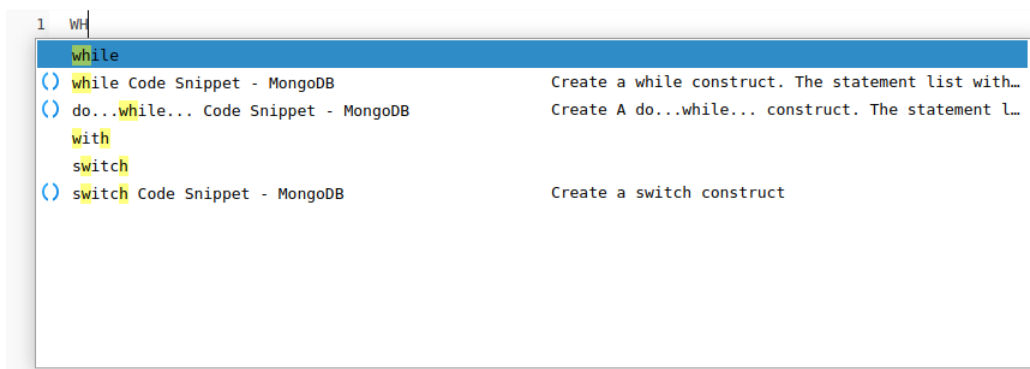 1 WH
while
while Code Snippet - MongoDB Create a while construct. The statement list with…
do...while... Code Snippet - MongoDB Create A do...while... construct. The statement l…
with
switch
switch Code Snippet - MongoDB Create a switch construct